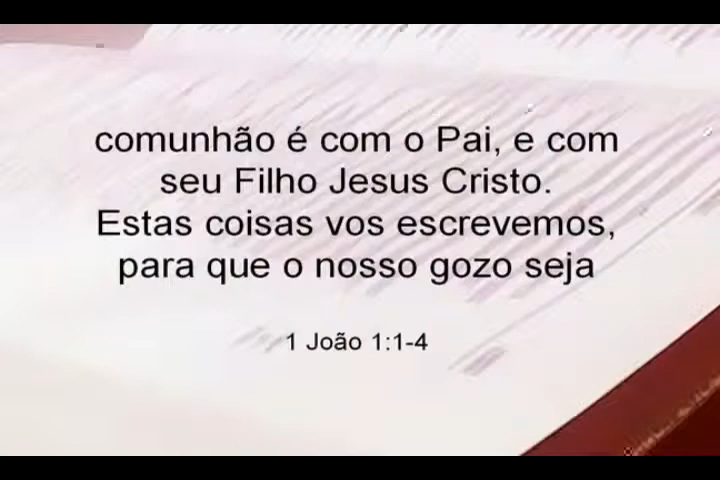 comunhão é com o Pai, e com
seu Filho Jesus Cristo.
Estas coisas vos escrevemos,
para que o nosso gozo seja
1 João 1:1-4